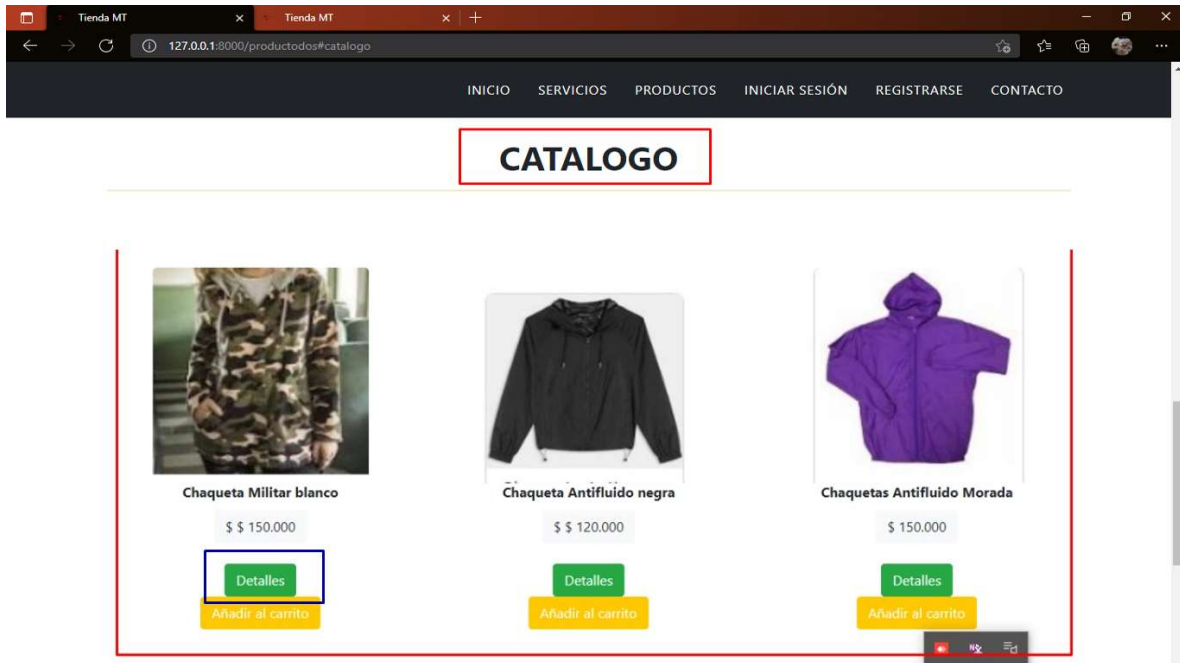 Tienda MT
Tienda MT
127.0.0.1:8000/productodos#catalogo
INICIO SERVICIOS PRODUCTOS INICIAR SESIÓN REGISTRARSE CONTACTO
CATALOGO
Chaqueta Militar blanco
Chaqueta Antifluido negra
Chaquetas Antifluido Morada
$ $ 150.000
$ $ 120.000
$ 150.000
Detalles
Detalles
Detalles
Añadir al carrito
Añadir al carrito
Añadir al carrito